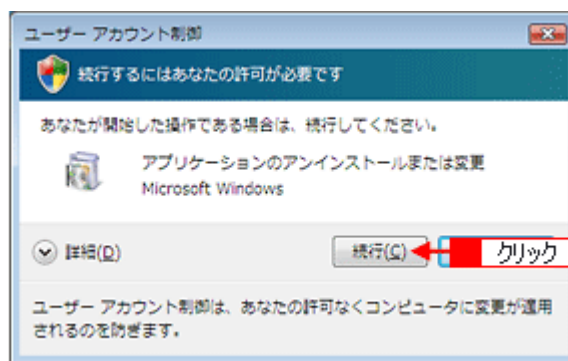 ユーザー アカウント制御
続行するにはあなたの許可が必要です
あなたが開始した操作である場合は、続行してください。
アプリケーションのアンインストールまたは変更
Microsoft Windows
詳細(D)
続行(C)
クリック
ユーザー アカウント制御は、あなたの許可なくコンピュータに変更が適用
されるのを防ぎます。